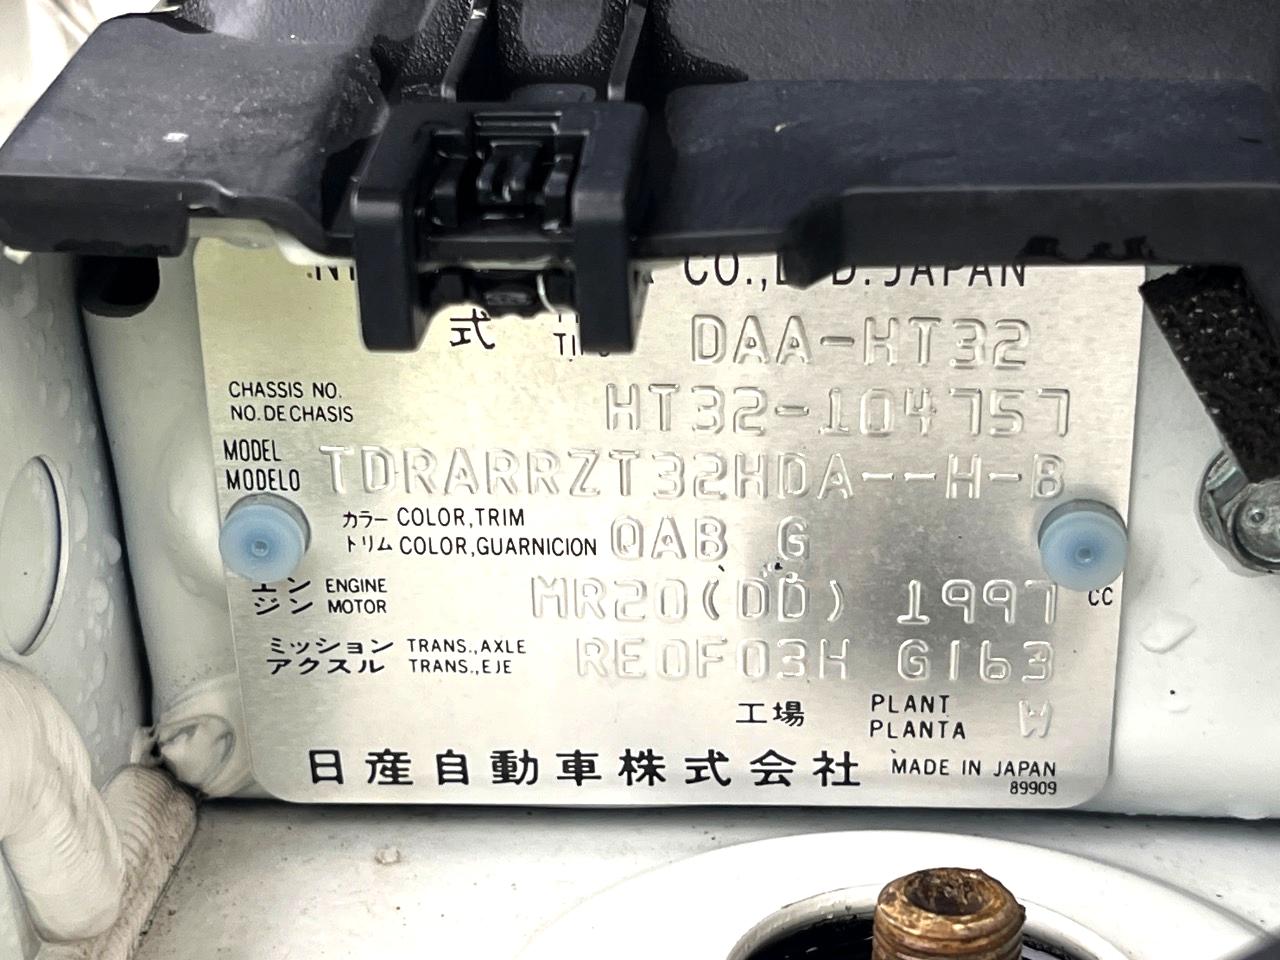 CO.,LTD.JAPAN
式 DAA-HT32
CHASSIS NO. HT32-104757
NO. DE CHASIS
MODEL TDRARRZT32HDA--H-B
MODELO
カラー COLOR,TRIM QAB G
トリム COLOR,GUARNICION
エン ENGINE MR20(DD) 1997 CC
ジン MOTOR
ミッション TRANS.,AXLE RE0F03H G163
アクスル TRANS.,EJE
工場 PLANT W
PLANTA
日産自動車株式会社 MADE IN JAPAN
89909